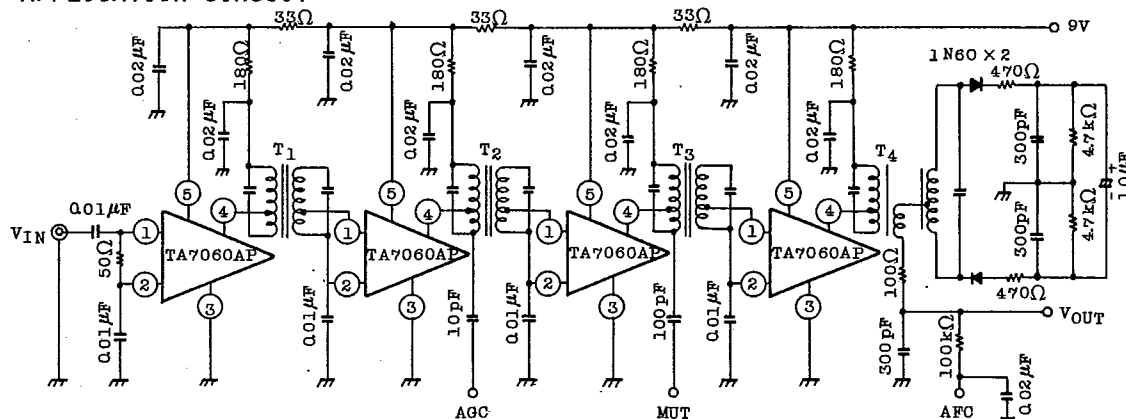 APPLICATION CIRCUIT
33Ω
33Ω
33Ω
9V
0.02μF
180Ω
0.02μF
180Ω
0.02μF
180Ω
0.02μF
180Ω
1N60×2
470Ω
0.02μF
0.02μF
0.02μF
0.02μF
T1
T2
T3
T4
300pF
4.7kΩ
+
1.0μF
-
5
4
5
4
5
4
5
4
0.01μF
VIN
1
TA7060AP
1
TA7060AP
1
TA7060AP
1
TA7060AP
50Ω
2
2
2
2
3
3
3
3
100Ω
300pF
4.7kΩ
470Ω
0.01μF
0.01μF
10pF
0.01μF
100pF
0.01μF
300pF
VOUT
100kΩ
0.02μF
AGC
MUT
AFC